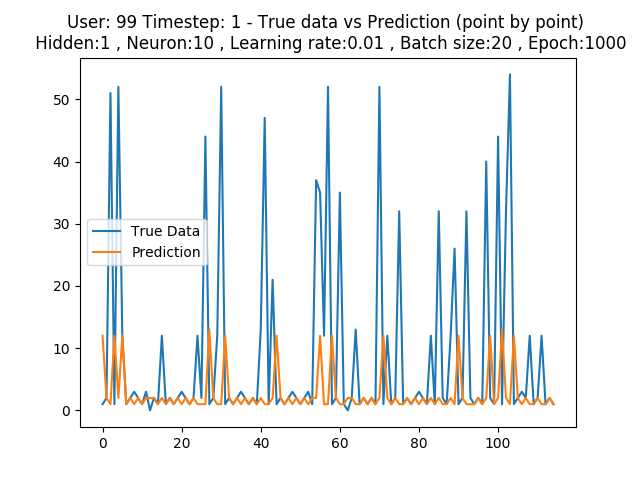 User: 99 Timestep: 1 - True data vs Prediction (point by point)
Hidden:1 , Neuron:10 , Learning rate:0.01 , Batch size:20 , Epoch:1000
50
40
30
True Data
Prediction
20
10
0
0 20 40 60 80 100